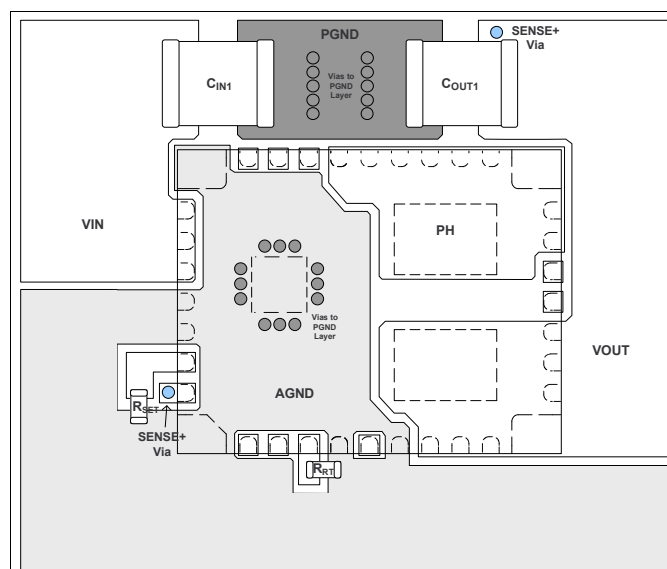 PGND
SENSE+
Via
CIN1
Vias to
PGND
Layer
COUT1
VIN
PH
Vias to
PGND
Layer
VOUT
AGND
RSET
SENSE+
Via
RRT